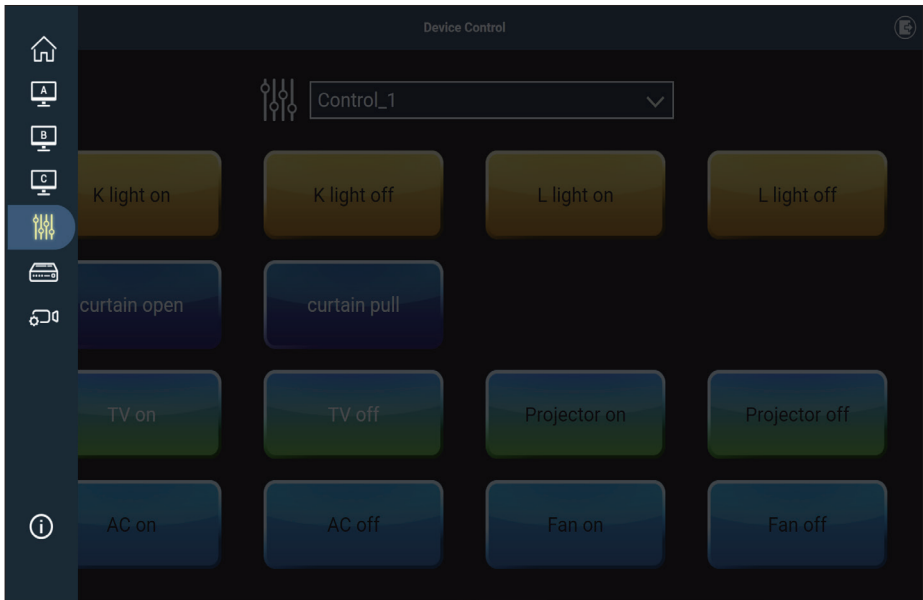 Device Control
A
B
C
Control_1
K light on
K light off
L light on
L light off
curtain open
curtain pull
TV on
TV off
Projector on
Projector off
AC on
AC off
Fan on
Fan off